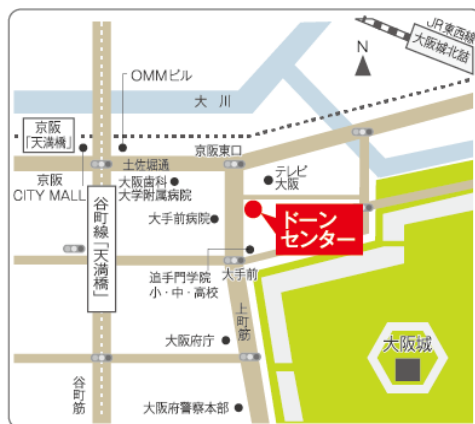 JR東西線
大阪城北詰
N
OMMビル
大川
京阪
「天満橋」
京阪東口
土佐堀通
テレビ
大阪
京阪
CITY MALL
大阪歯科
大学附属病院
谷町線「天満橋」
大手前病院
ドーン
センター
追手門学院
小・中・高校
大手前
上町筋
大阪府庁
大阪城
谷町筋
大阪府警察本部